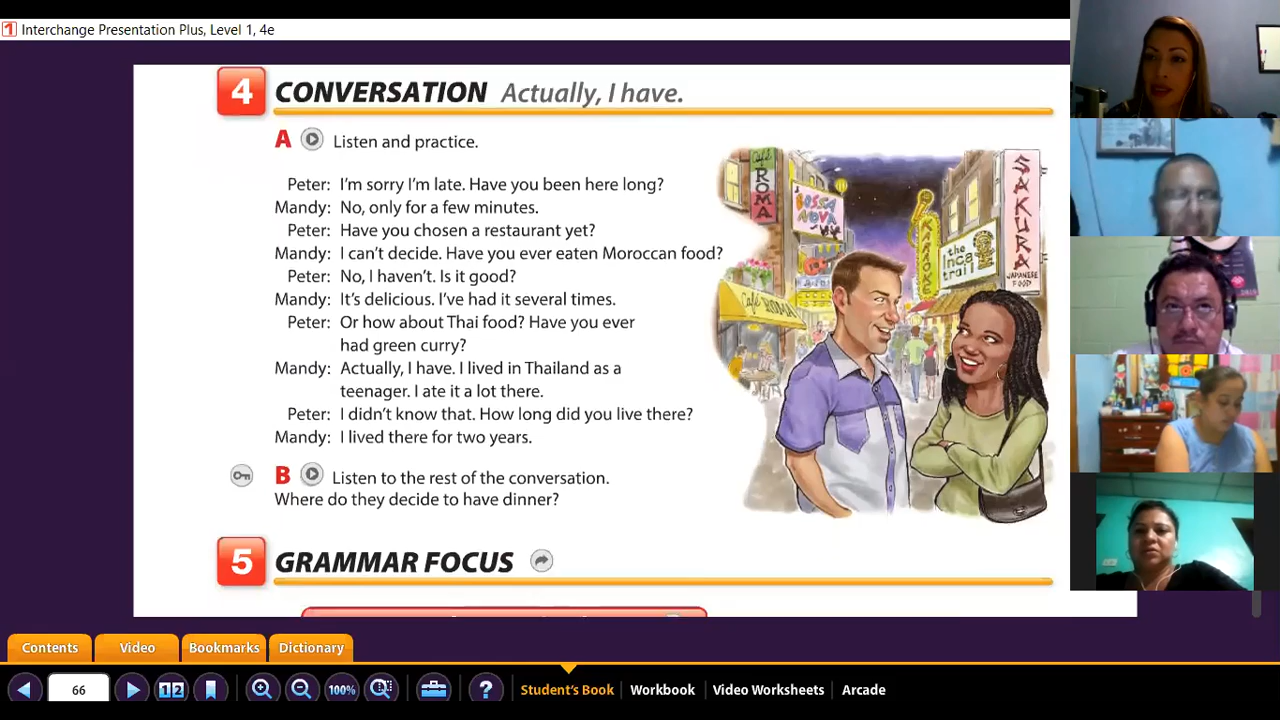 Interchange Presentation Plus, Level 1, 4e
4 CONVERSATION Actually, I have.
A Listen and practice.
Peter: I'm sorry I'm late. Have you been here long?
Mandy: No, only for a few minutes.
Peter: Have you chosen a restaurant yet?
Mandy: I can't decide. Have you ever eaten Moroccan food?
Peter: No, I haven't. Is it good?
Mandy: It's delicious. I've had it several times.
Peter: Or how about Thai food? Have you ever
had green curry?
Mandy: Actually, I have. I lived in Thailand as a
teenager. I ate it a lot there.
Peter: I didn't know that. How long did you live there?
Mandy: I lived there for two years.
Café
ROMA
BOSSA
NOVA
Café ROMA
KARAOKE
the
Inca
trail
SAKURA
JAPANESE
FOOD
B Listen to the rest of the conversation.
Where do they decide to have dinner?
5 GRAMMAR FOCUS
Contents Video Bookmarks Dictionary
66 12 100% ? Student's Book Workbook Video Worksheets Arcade